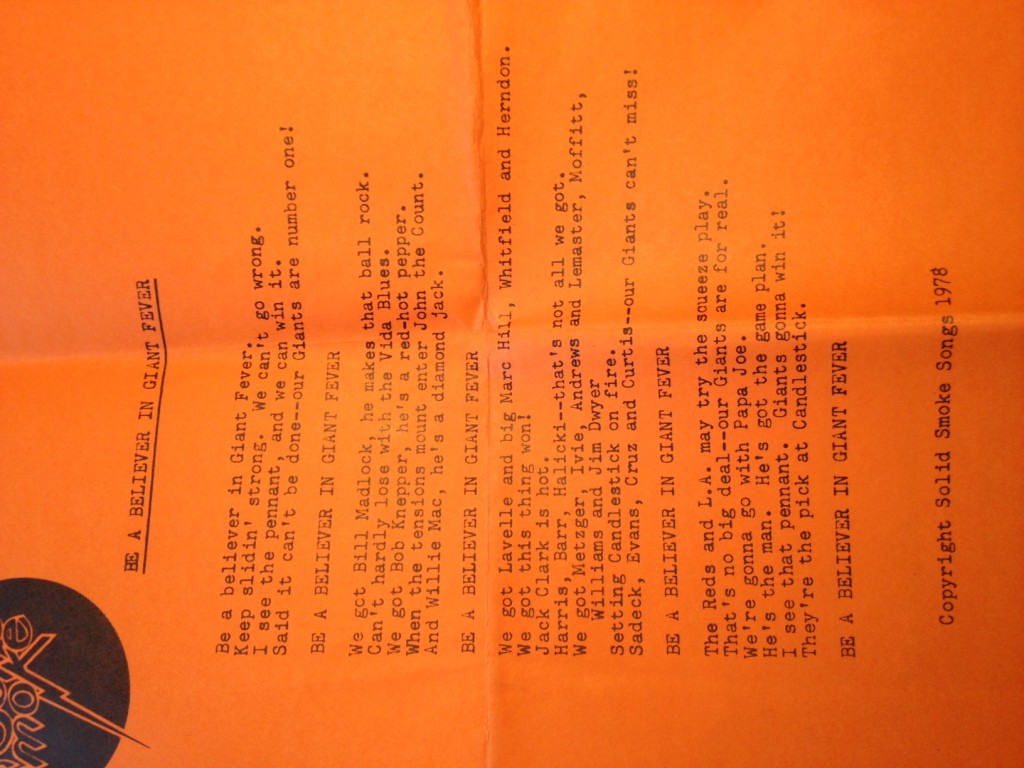 BE A BELIEVER IN GIANT FEVER
Be a believer in Giant Fever.
Keep slidin' strong. We can't go wrong.
I see the pennant, and we can win it.
Said it can't be done--our Giants are number one!
BE A BELIEVER IN GIANT FEVER
We got Bill Madlock, he makes that ball rock.
Can't hardly lose with the Vida Blues.
We got Bob Knepper, he's a red-hot pepper.
When the tensions mount enter John the Count.
And Willie Mac, he's a diamond jack.
BE A BELIEVER IN GIANT FEVER
We got Lavelle and big Marc Hill, Whitfield and Herndon.
We got this thing won!
Jack Clark is hot.
Harris, Barr, Halicki--that's not all we got.
We got Metzger, Ivie, Andrews and Lemaster, Moffitt,
Williams and Jim Dwyer
Setting Candlestick on fire.
Sadeck, Evans, Cruz and Curtis--our Giants can't miss!
BE A BELIEVER IN GIANT FEVER
The Reds and L.A. may try the squeeze play.
That's no big deal--our Giants are for real.
We're gonna go with Papa Joe.
He's the man. He's got the game plan.
I see that pennant. Giants gonna win it!
They're the pick at Candlestick.
BE A BELIEVER IN GIANT FEVER
Copyright Solid Smoke Songs 1978